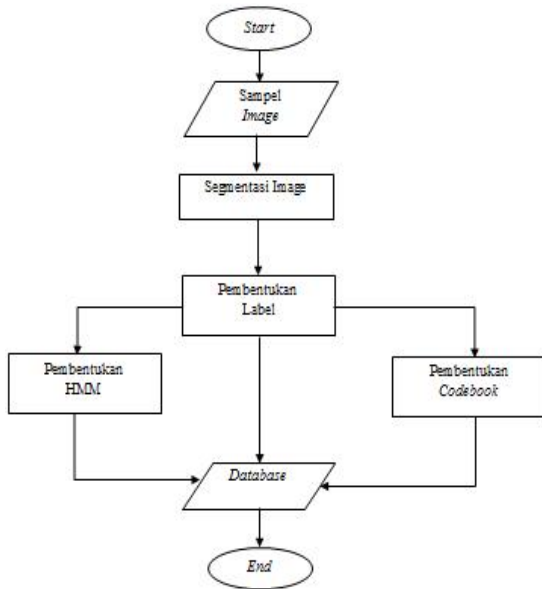 Start
Sampel
Image
Segmentasi Image
Pembentukan
Label
Pembentukan
HMM
Pembentukan
Codebook
Database
End